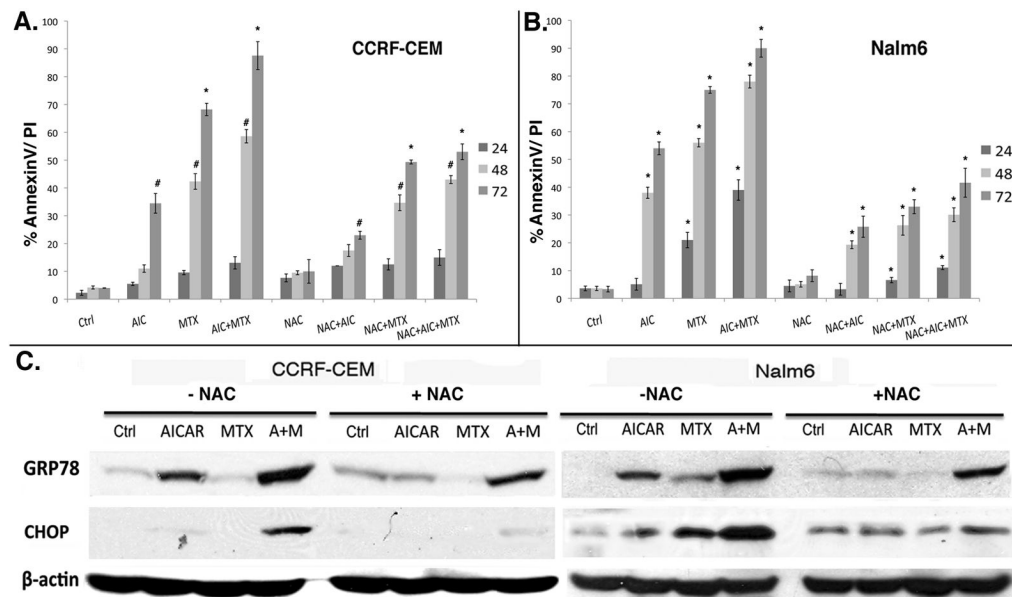 A.
CCRF-CEM
% AnnexinV/ PI
100
90
80
70
60
50
40
30
20
10
0
* * # # # # # # # * *
24
48
72
Ctrl AIC MTX AIC+MTX NAC NAC+AIC NAC+MTX NAC+AIC+MTX
B.
Nalm6
% AnnexinV/ PI
100
90
80
70
60
50
40
30
20
10
0
* * * * * * * * * * * * * * * *
24
48
72
Ctrl AIC MTX AIC+MTX NAC NAC+AIC NAC+MTX NAC+AIC+MTX
C.
CCRF-CEM Nalm6
- NAC + NAC -NAC +NAC
Ctrl AICAR MTX A+M Ctrl AICAR MTX A+M Ctrl AICAR MTX A+M Ctrl AICAR MTX A+M
GRP78
CHOP
β-actin